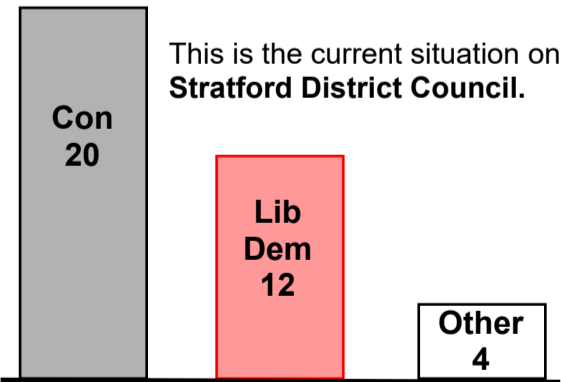 This is the current situation on
Stratford District Council.
Con
20
Lib
Dem
12
Other
4